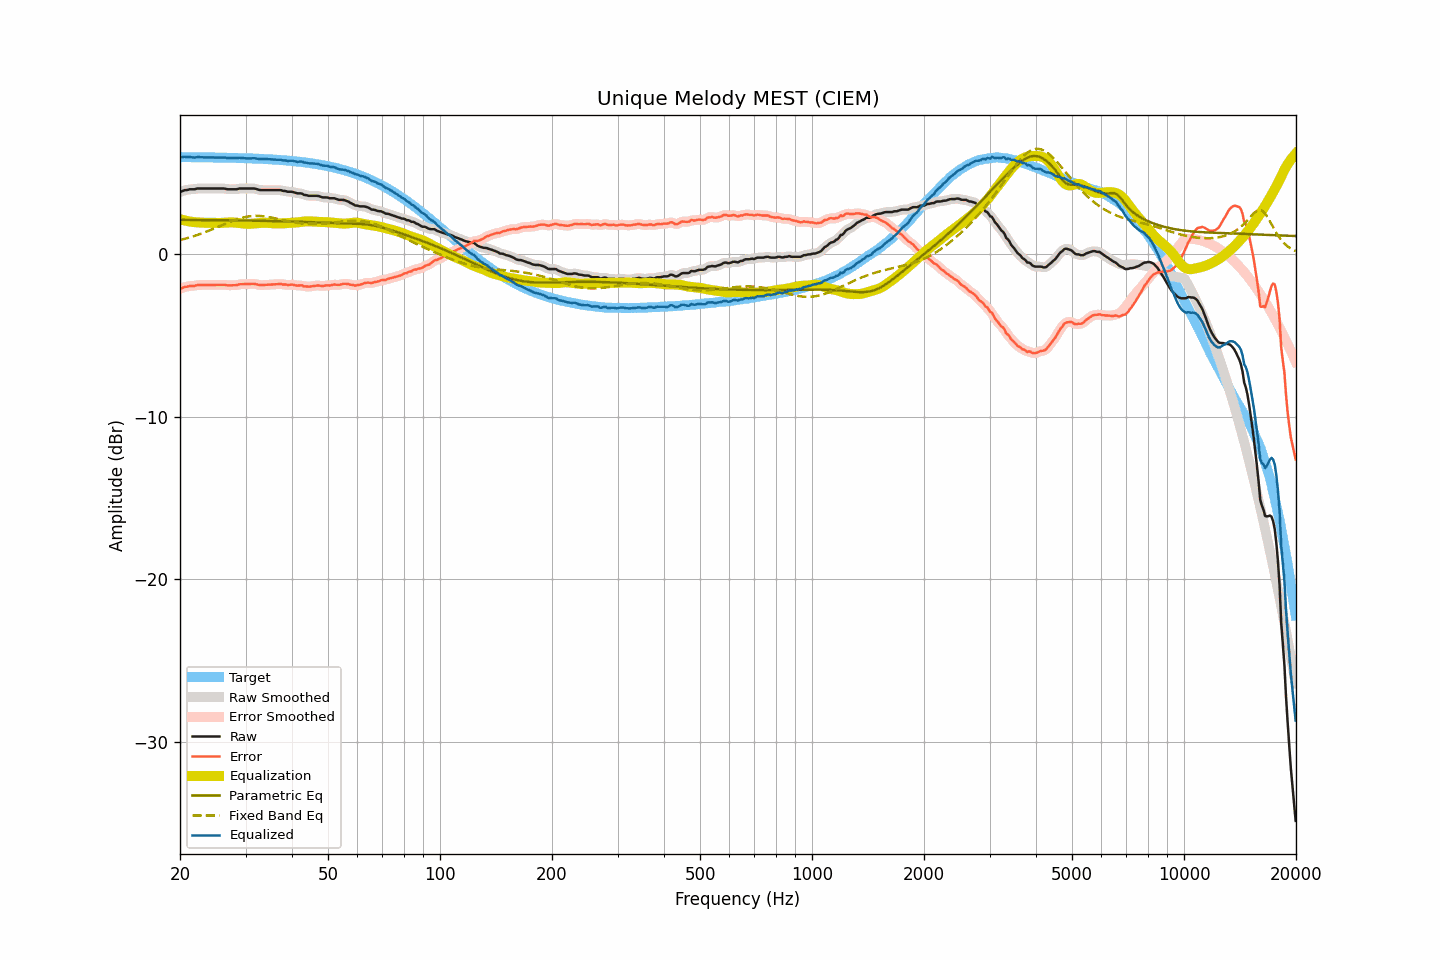 Unique Melody MEST (CIEM)
Amplitude (dBr)
0
−10
−20
−30
Target
Raw Smoothed
Error Smoothed
Raw
Error
Equalization
Parametric Eq
Fixed Band Eq
Equalized
20 50 100 200 500 1000 2000 5000 10000 20000
Frequency (Hz)